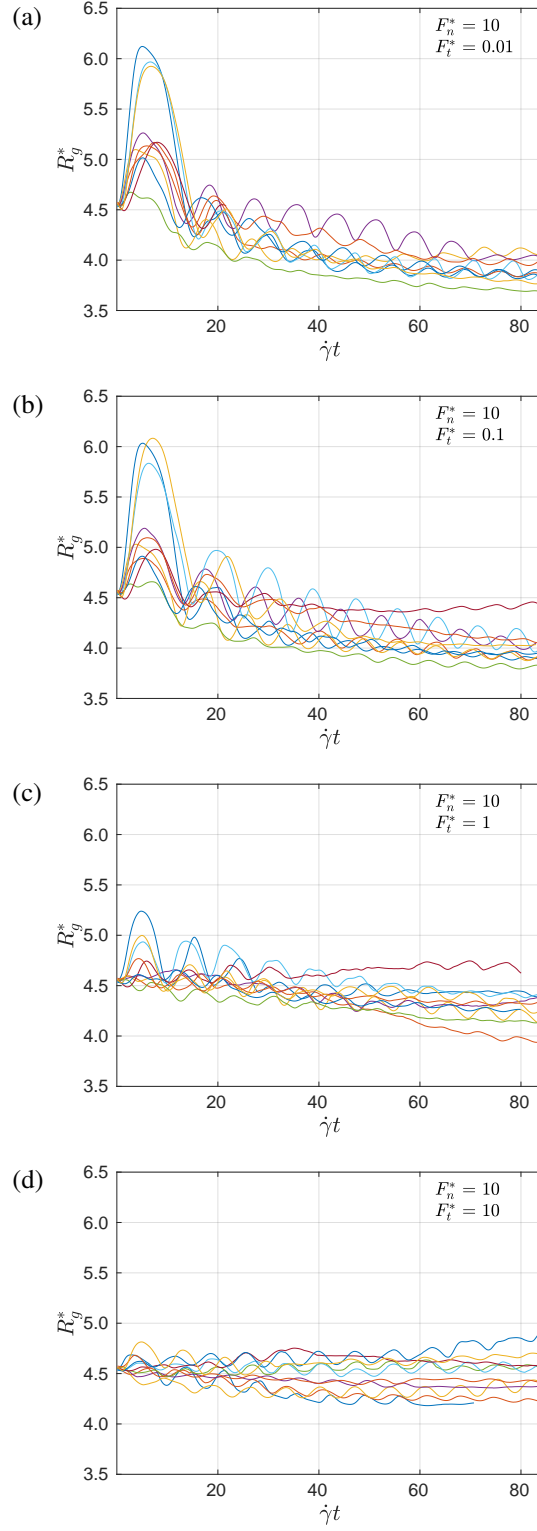 (a)
6.5
F*n = 10
F*t = 0.01
6.0
5.5
R*g
5.0
4.5
4.0
3.5
20 40 60 80
γ̇t
(b)
6.5
F*n = 10
F*t = 0.1
6.0
5.5
R*g
5.0
4.5
4.0
3.5
20 40 60 80
γ̇t
(c)
6.5
F*n = 10
F*t = 1
6.0
5.5
R*g
5.0
4.5
4.0
3.5
20 40 60 80
γ̇t
(d)
6.5
F*n = 10
F*t = 10
6.0
5.5
R*g
5.0
4.5
4.0
3.5
20 40 60 80
γ̇t